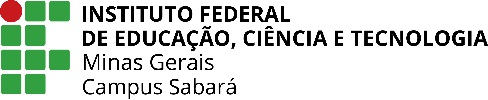 INSTITUTO FEDERAL
DE EDUCAÇÃO, CIÊNCIA E TECNOLOGIA
Minas Gerais
Campus Sabará